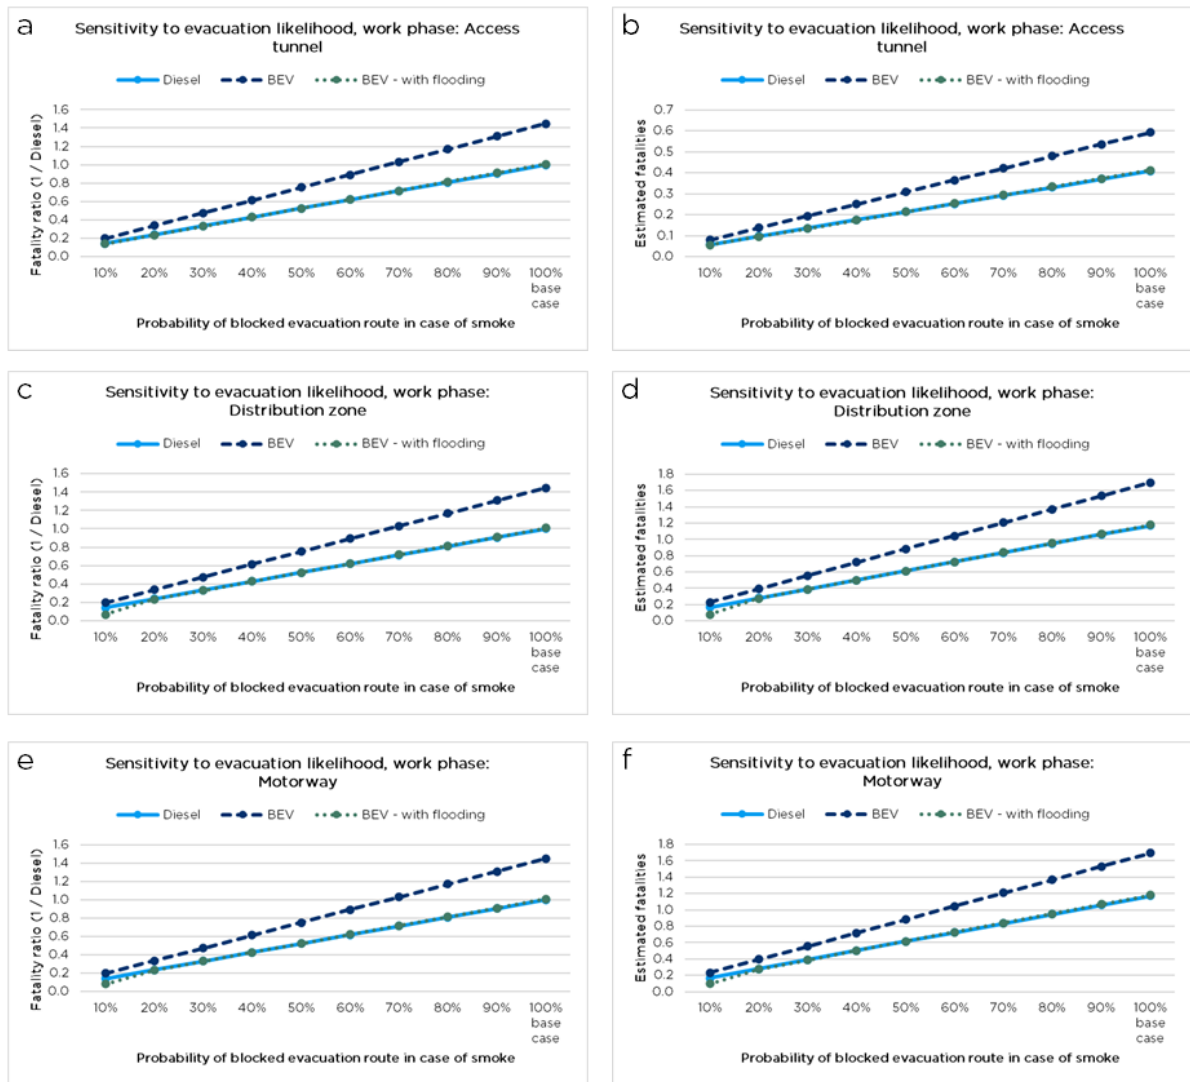 a
Sensitivity to evacuation likelihood, work phase: Access
tunnel
Diesel BEV BEV - with flooding
Fatality ratio (1 / Diesel)
1.6
1.4
1.2
1.0
0.8
0.6
0.4
0.2
0.0
10% 20% 30% 40% 50% 60% 70% 80% 90% 100%
base
case
Probability of blocked evacuation route in case of smoke
b
Sensitivity to evacuation likelihood, work phase: Access
tunnel
Diesel BEV BEV - with flooding
Estimated fatalities
0.7
0.6
0.5
0.4
0.3
0.2
0.1
0.0
10% 20% 30% 40% 50% 60% 70% 80% 90% 100%
base
case
Probability of blocked evacuation route in case of smoke
c
Sensitivity to evacuation likelihood, work phase:
Distribution zone
Diesel BEV BEV - with flooding
Fatality ratio (1 / Diesel)
1.6
1.4
1.2
1.0
0.8
0.6
0.4
0.2
0.0
10% 20% 30% 40% 50% 60% 70% 80% 90% 100%
base
case
Probability of blocked evacuation route in case of smoke
d
Sensitivity to evacuation likelihood, work phase:
Distribution zone
Diesel BEV BEV - with flooding
Estimated fatalities
1.8
1.6
1.4
1.2
1.0
0.8
0.6
0.4
0.2
0.0
10% 20% 30% 40% 50% 60% 70% 80% 90% 100%
base
case
Probability of blocked evacuation route in case of smoke
e
Sensitivity to evacuation likelihood, work phase:
Motorway
Diesel BEV BEV - with flooding
Fatality ratio (1 / Diesel)
1.6
1.4
1.2
1.0
0.8
0.6
0.4
0.2
0.0
10% 20% 30% 40% 50% 60% 70% 80% 90% 100%
base
case
Probability of blocked evacuation route in case of smoke
f
Sensitivity to evacuation likelihood, work phase:
Motorway
Diesel BEV BEV - with flooding
Estimated fatalities
1.8
1.6
1.4
1.2
1.0
0.8
0.6
0.4
0.2
0.0
10% 20% 30% 40% 50% 60% 70% 80% 90% 100%
base
case
Probability of blocked evacuation route in case of smoke